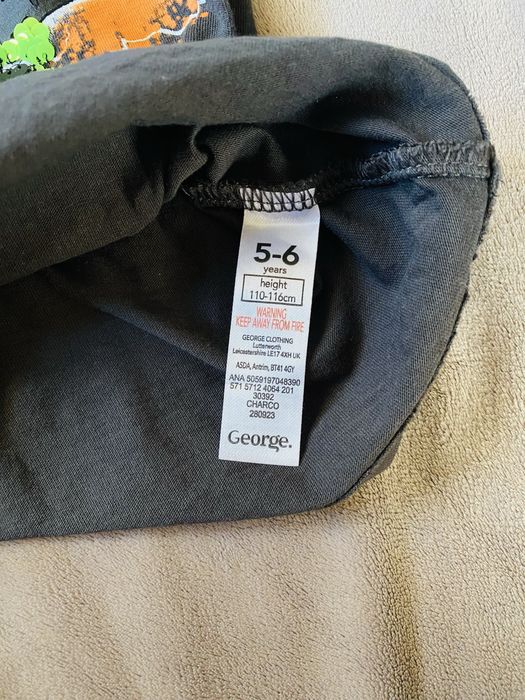 5-6
years
height
110-116cm
WARNING
KEEP AWAY FROM FIRE
GEORGE CLOTHING
Lutterworth
Leicestershire LE17 4XH UK
ASDA, Antrim, BT41 4GY
ANA 5059197048390
571 5712 4064 201
30392
CHARCO
280923
George.